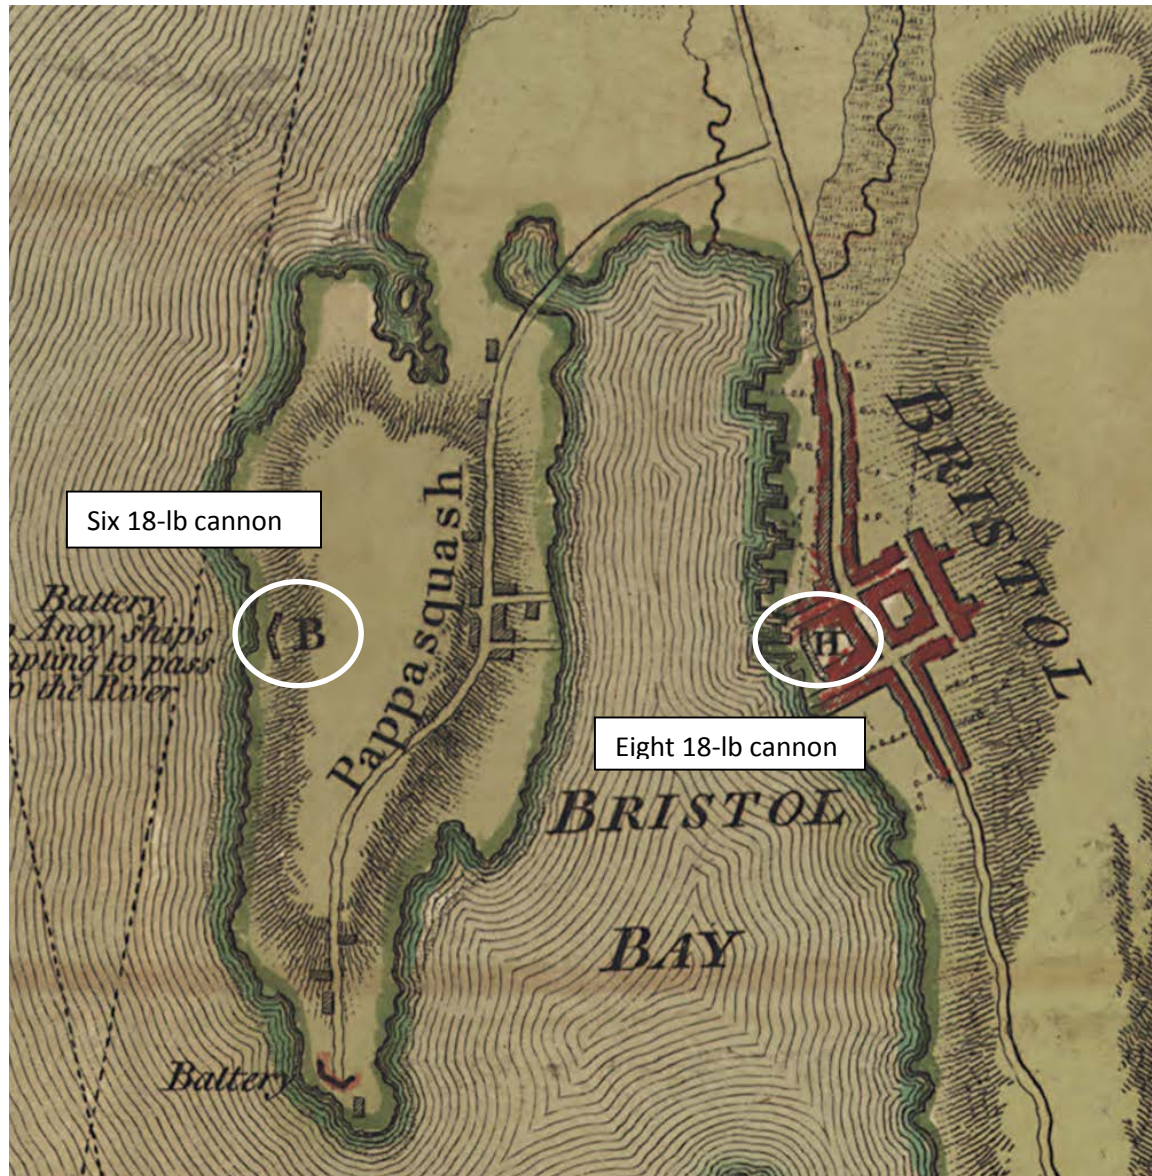 Six 18-lb cannon
Battery
Anoy ships
to pass
the River
B
Pappasquash
H
BRISTOL
Eight 18-lb cannon
BRISTOL
BAY
Battery